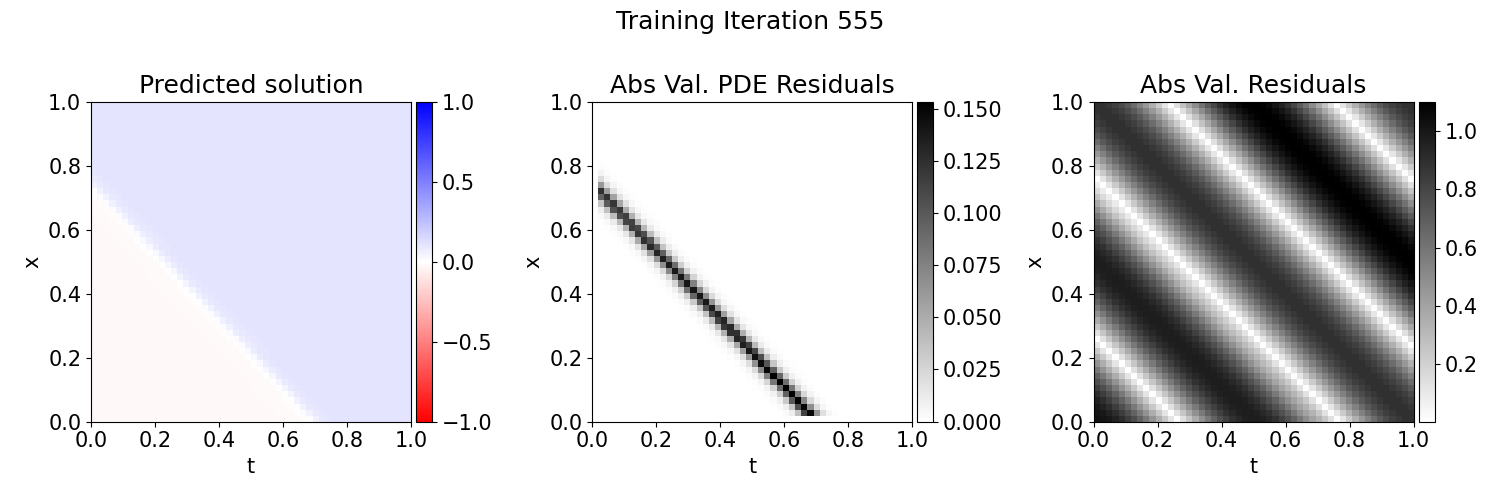 Training Iteration 555
Predicted solution
1.0
0.8
0.6
0.4
0.2
0.0
x
0.0 0.2 0.4 0.6 0.8 1.0
t
1.0
0.5
0.0
−0.5
−1.0
Abs Val. PDE Residuals
1.0
0.8
0.6
0.4
0.2
0.0
x
0.0 0.2 0.4 0.6 0.8 1.0
t
0.150
0.125
0.100
0.075
0.050
0.025
0.000
Abs Val. Residuals
1.0
0.8
0.6
0.4
0.2
0.0
x
0.0 0.2 0.4 0.6 0.8 1.0
t
1.0
0.8
0.6
0.4
0.2